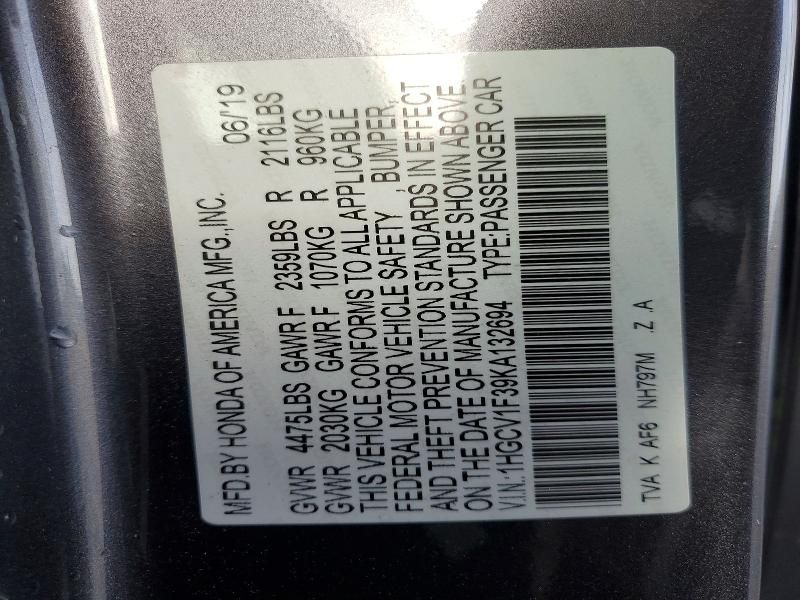 MFD.BY HONDA OF AMERICA MFG.,INC. 06/19
GVWR 4475LBS GAWR F 2359LBS R 2116LBS
GVWR 2030KG GAWR F 1070KG R 960KG
THIS VEHICLE CONFORMS TO ALL APPLICABLE
FEDERAL MOTOR VEHICLE SAFETY , BUMPER,
AND THEFT PREVENTION STANDARDS IN EFFECT
ON THE DATE OF MANUFACTURE SHOWN ABOVE.
V.I.N.:1HGCV1F39KA132694 TYPE:PASSENGER CAR
TVA K AF6 NH797M .Z .A